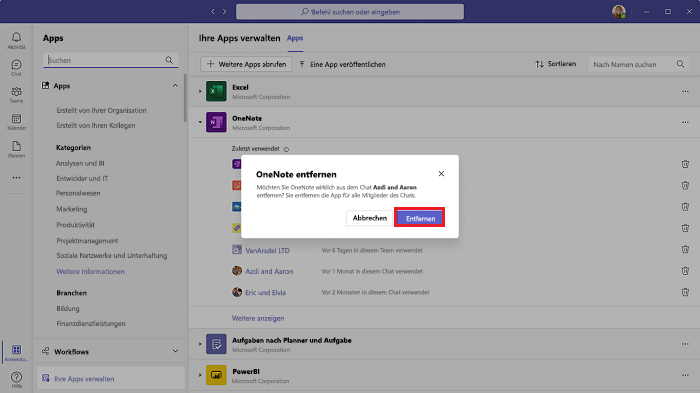 Befehl suchen oder eingeben
Aktivität
Chat
Teams
Kalender
Dateien
Anwendu...
Hilfe
Apps
Suchen
Apps
Erstellt von Ihrer Organisation
Erstellt von Ihren Kollegen
Kategorien
Analysen und BI
Entwickler und IT
Personalwesen
Marketing
Produktivität
Projektmanagement
Soziale Netzwerke und Unterhaltung
Weitere Informationen
Branchen
Bildung
Finanzdienstleistungen
Workflows
Ihre Apps verwalten
Ihre Apps verwalten Apps
Weitere Apps abrufen
Eine App veröffentlichen
Sortieren
Nach Namen suchen
Excel
Microsoft Corporation
OneNote
Microsoft Corporation
Zuletzt verwendet
OneNote entfernen
Möchten Sie OneNote wirklich aus dem Chat Azdi and Aaron
entfernen? Sie entfernen die App für alle Mitglieder des Chats.
Abbrechen
Entfernen
VanArsdel LTD Vor 6 Tagen in diesem Team verwendet
Azdi and Aaron Vor 1 Monat in diesem Chat verwendet
Eric und Elvia Vor 2 Monaten in diesem Chat verwendet
Weitere anzeigen
Aufgaben nach Planner und Aufgabe
Microsoft Corporation
PowerBI
Microsoft Corporation